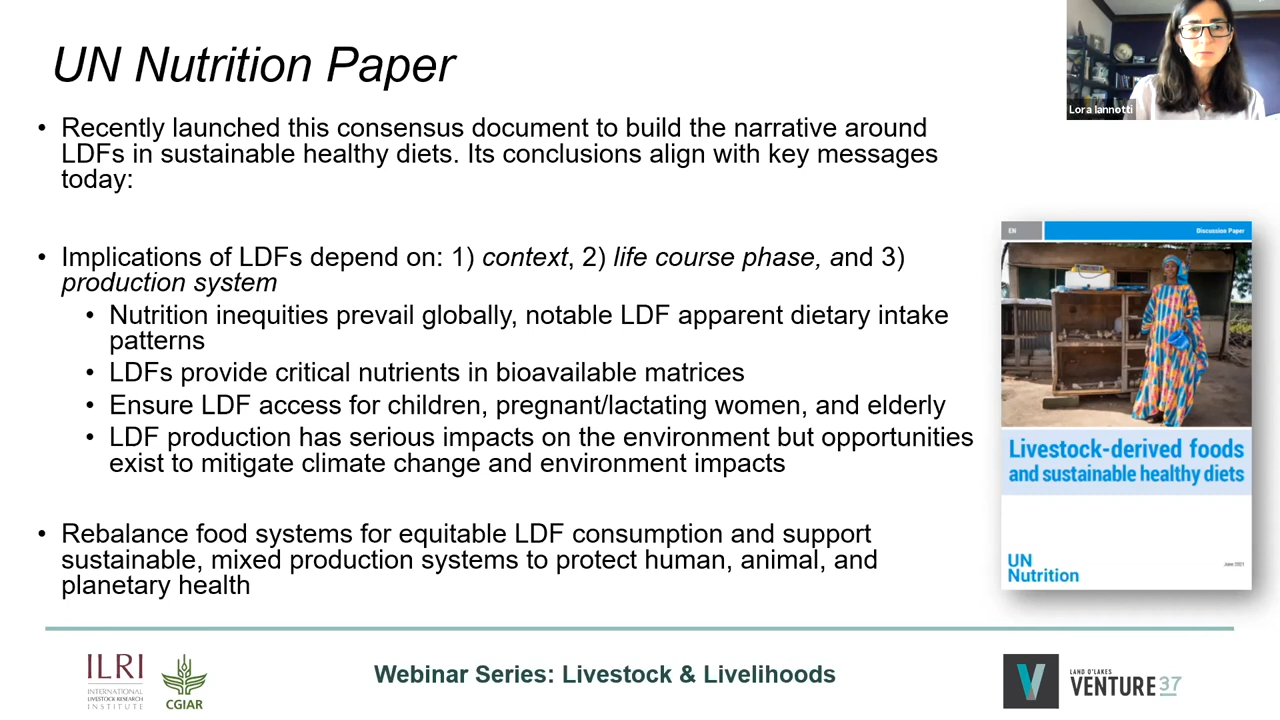 UN Nutrition Paper
Lora Iannotti
• Recently launched this consensus document to build the narrative around
LDFs in sustainable healthy diets. Its conclusions align with key messages
today:
• Implications of LDFs depend on: 1) context, 2) life course phase, and 3)
production system
• Nutrition inequities prevail globally, notable LDF apparent dietary intake
patterns
• LDFs provide critical nutrients in bioavailable matrices
• Ensure LDF access for children, pregnant/lactating women, and elderly
• LDF production has serious impacts on the environment but opportunities
exist to mitigate climate change and environment impacts
• Rebalance food systems for equitable LDF consumption and support
sustainable, mixed production systems to protect human, animal, and
planetary health
EN
Discussion Paper
Livestock-derived foods
and sustainable healthy diets
UN
Nutrition
June 2021
ILRI
INTERNATIONAL
LIVESTOCK RESEARCH
INSTITUTE
CGIAR
Webinar Series: Livestock & Livelihoods
LAND O'LAKES
VENTURE 37